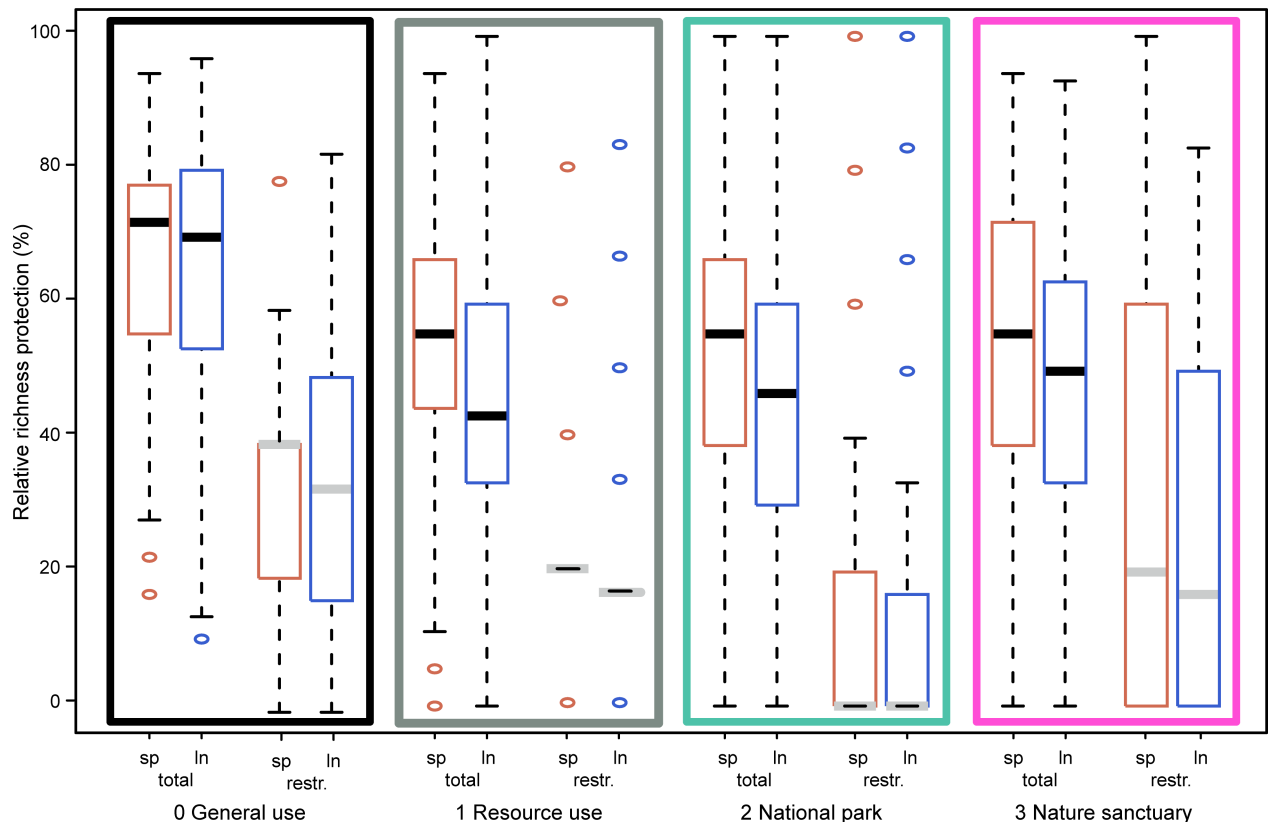 Relative richness protection (%)
100
80
60
40
20
0
sp ln sp ln sp ln sp ln sp ln sp ln sp ln sp ln
total restr. total restr. total restr. total restr.
0 General use 1 Resource use 2 National park 3 Nature sanctuary